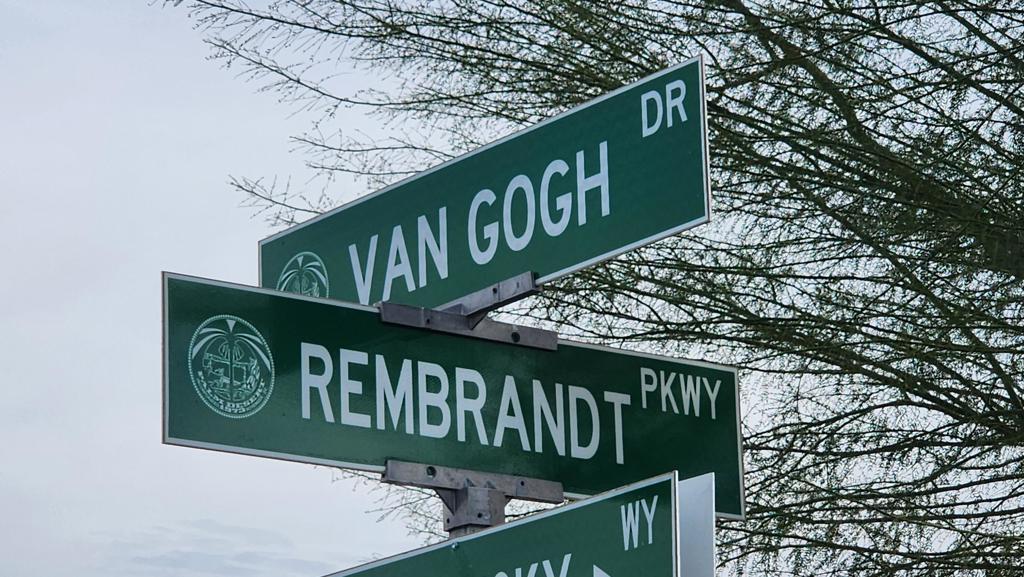 VAN GOGH DR
REMBRANDT PKWY
WY